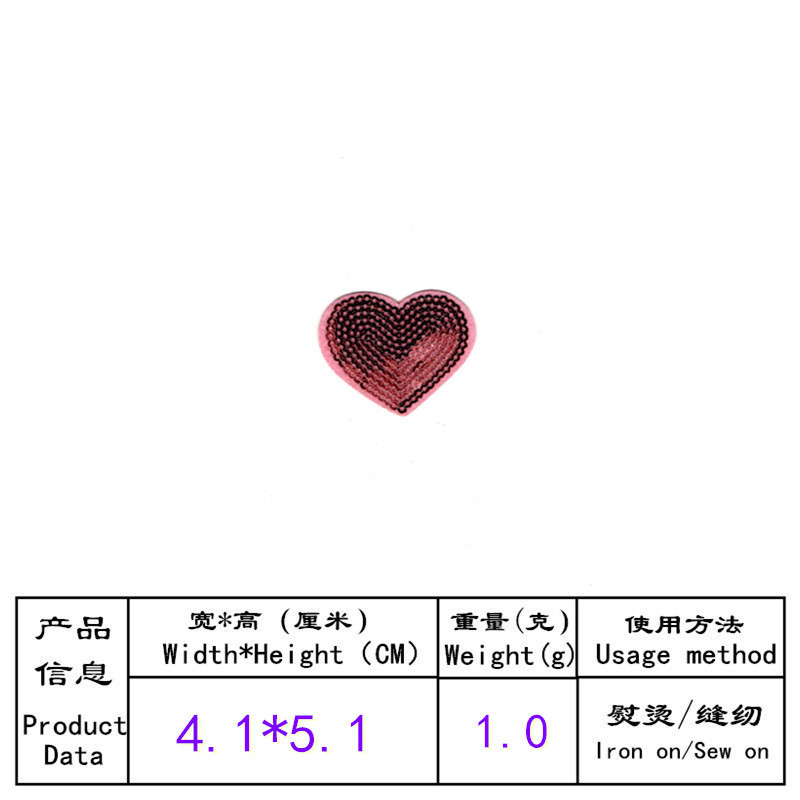 产品
信息
Product
Data
宽*高 (厘米)
Width*Height (CM)
重量(克)
Weight(g)
使用方法
Usage method
4.1*5.1
1.0
熨烫/缝纫
Iron on/Sew on